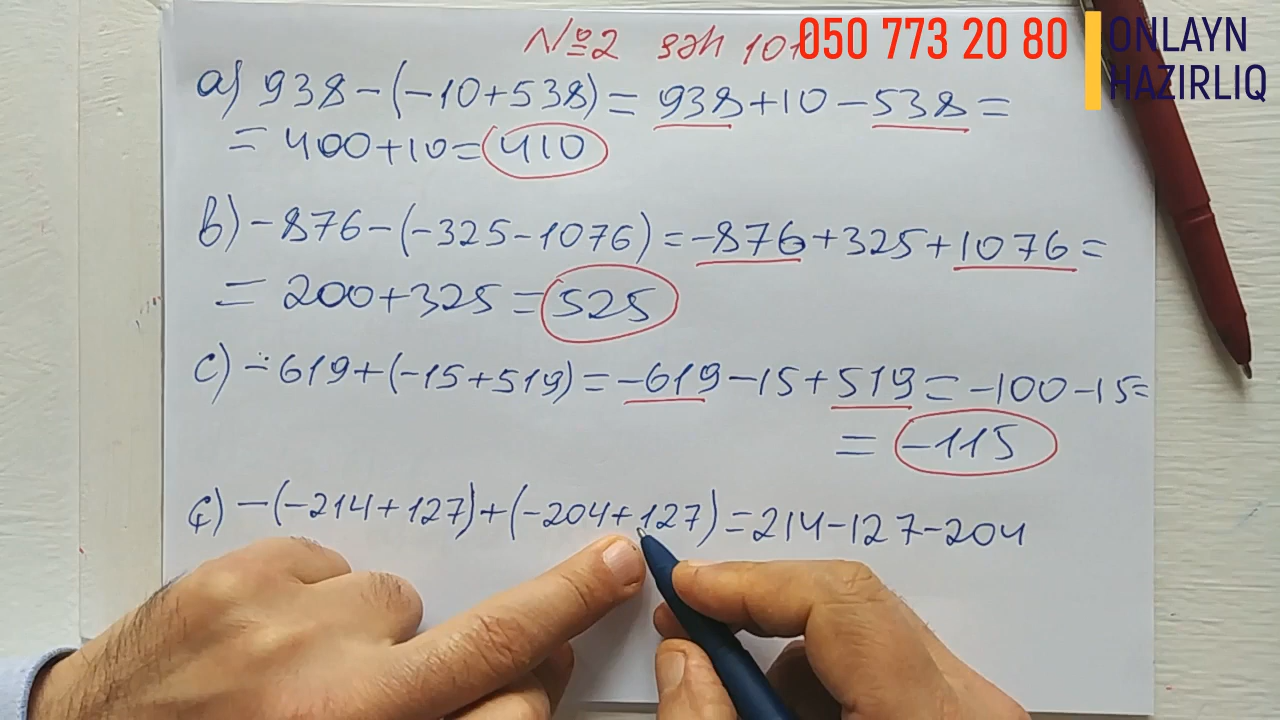 №2 səh 101
050 773 20 80
ONLAYN
HAZIRLIQ
a) 938-(-10+538)=938+10-538=
=400+10=410
b) -876-(-325-1076)=-876+325+1076=
=200+325=525
c) -619+(-15+519)=-619-15+519=-100-15=
=-115
ç) -(-214+127)+(-204+127)=214-127-204